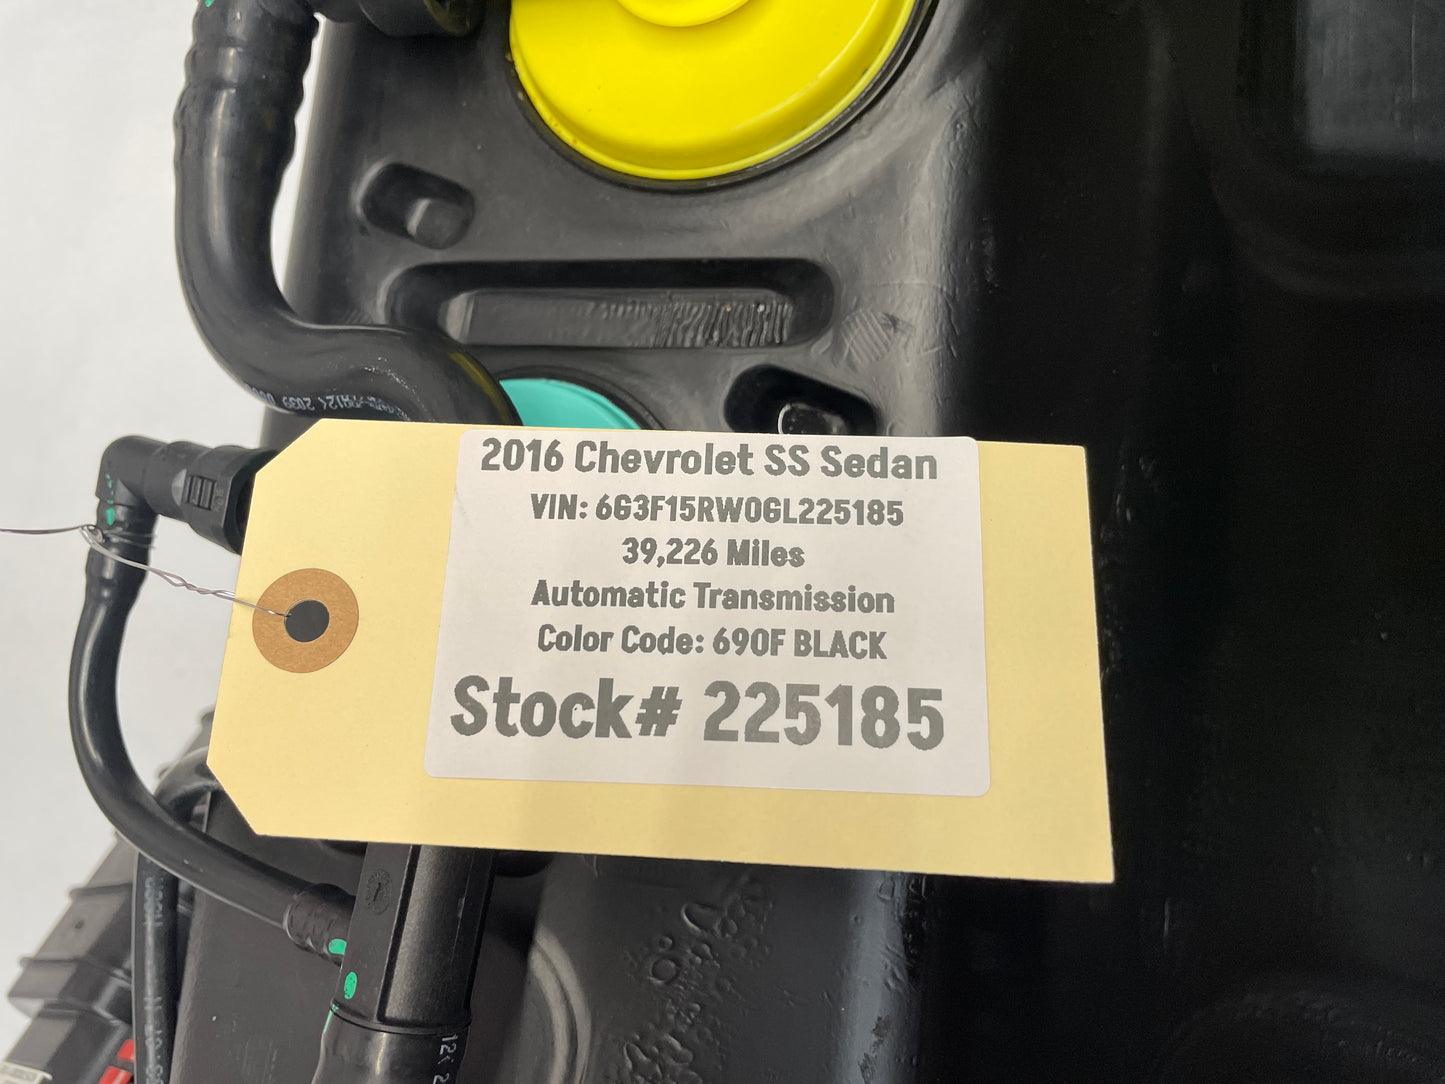 2016 Chevrolet SS Sedan
VIN: 6G3F15RW0GL225185
39,226 Miles
Automatic Transmission
Color Code: 690F BLACK
Stock# 225185